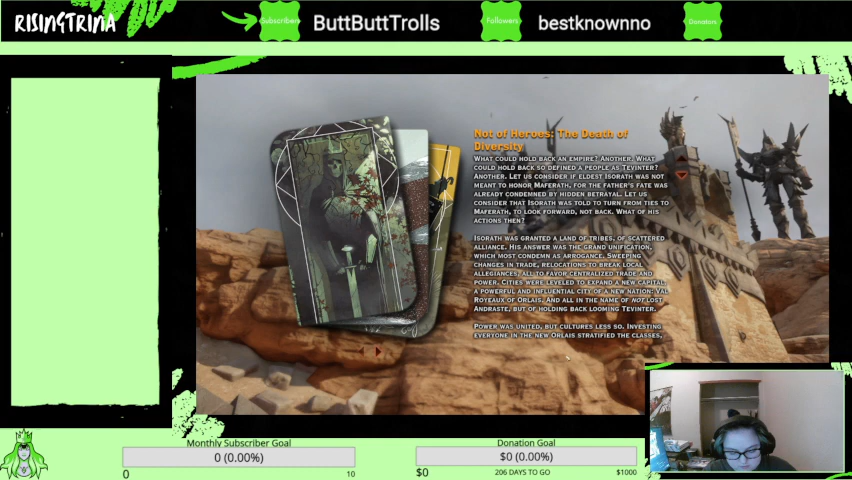 RISINGTRINA
Subscribers
ButtButtTrolls
Followers
bestknownno
Donators
Not of Heroes: The Death of
Diversity
What could hold back an empire? Another. What
could hold back so defined a people as Tevinter?
Another. Let us consider if eldest Isorath was not
meant to honor Maferath, for the father's fate was
already condemned by hidden betrayal. Let us
consider that Isorath was told to turn from ties to
Maferath, to look forward, not back. What of his
actions then?
Isorath was granted a land of tribes, of scattered
alliance. His answer was the grand unification,
which most condemn as arrogance. Sweeping
changes in trade, relocations to break local
allegiances, all to favor centralized trade and
power. Cities were leveled to expand a new capital,
a powerful and influential city of a new nation: Val
Royeaux of Orlais. And all in the name of not lost
Andraste, but of holding back looming Tevinter.
Power was united, but cultures less so. Investing
everyone in the new Orlais stratified the classes,
Monthly Subscriber Goal
0 (0.00%)
0
10
Donation Goal
$0 (0.00%)
$0
206 DAYS TO GO
$1000